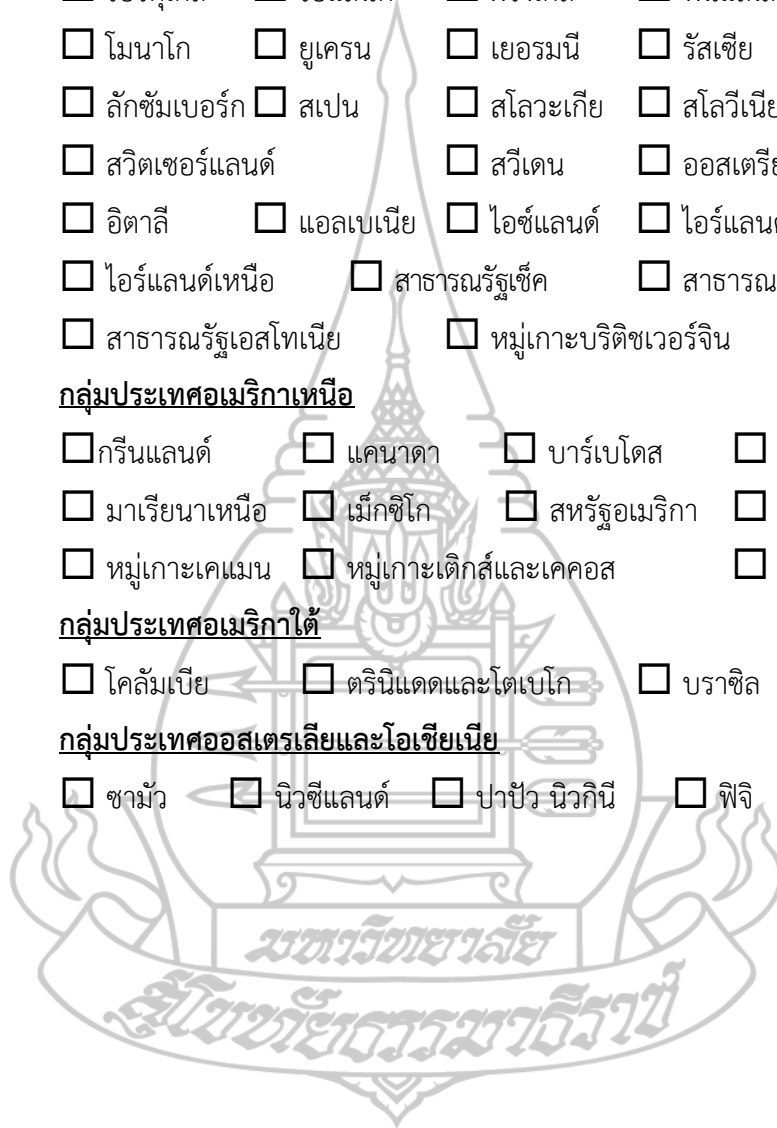 ☐ โมนาโก ☐ ยูเครน ☐ เยอรมนี ☐ รัสเซีย
☐ ลักซัมเบอร์ก ☐ สเปน ☐ สโลวะเกีย ☐ สโลวีเนีย
☐ สวิตเซอร์แลนด์ ☐ สวีเดน ☐ ออสเตรีย
☐ อิตาลี ☐ แอลเบเนีย ☐ ไอซ์แลนด์ ☐ ไอร์แลนด์
☐ ไอร์แลนด์เหนือ ☐ สาธารณรัฐเช็ค ☐ สาธารณ
☐ สาธารณรัฐเอสโทเนีย ☐ หมู่เกาะบริติชเวอร์จิน
กลุ่มประเทศอเมริกาเหนือ
☐กรีนแลนด์ ☐ แคนาดา ☐ บาร์เบโดส ☐
☐ มาเรียนาเหนือ ☐ เม็กซิโก ☐ สหรัฐอเมริกา ☐
☐ หมู่เกาะเคแมน ☐ หมู่เกาะเติกส์และเคคอส ☐
กลุ่มประเทศอเมริกาใต้
☐ โคลัมเบีย ☐ ตรินิแดดและโตเบโก ☐ บราซิล
กลุ่มประเทศออสเตรเลียและโอเชียเนีย
☐ ซามัว ☐ นิวซีแลนด์ ☐ ปาปัว นิวกินี ☐ ฟิจิ
มหาวิทยาลัย
สุโขทัยธรรมาธิราช